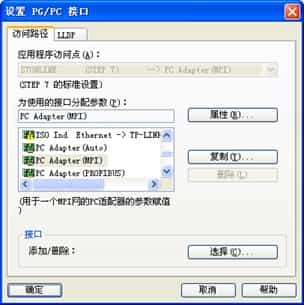 设置 PG/PC 接口
访问路径 LLDP
应用程序访问点(A):
S7ONLINE (STEP 7) --> PC Adapter(MPI)
(STEP 7 的标准设置)
为使用的接口分配参数(P):
PC Adapter(MPI) 属性(R)...
ISO Ind. Ethernet -> TP-LINK
PC Adapter(Auto)
PC Adapter(MPI) 复制(Y)...
PC Adapter(PROFIBUS) 删除(L)
(用于一个MPI网的PC适配器的参数赋值
)
接口
添加/删除: 选择(C)...
确定 取消 帮助